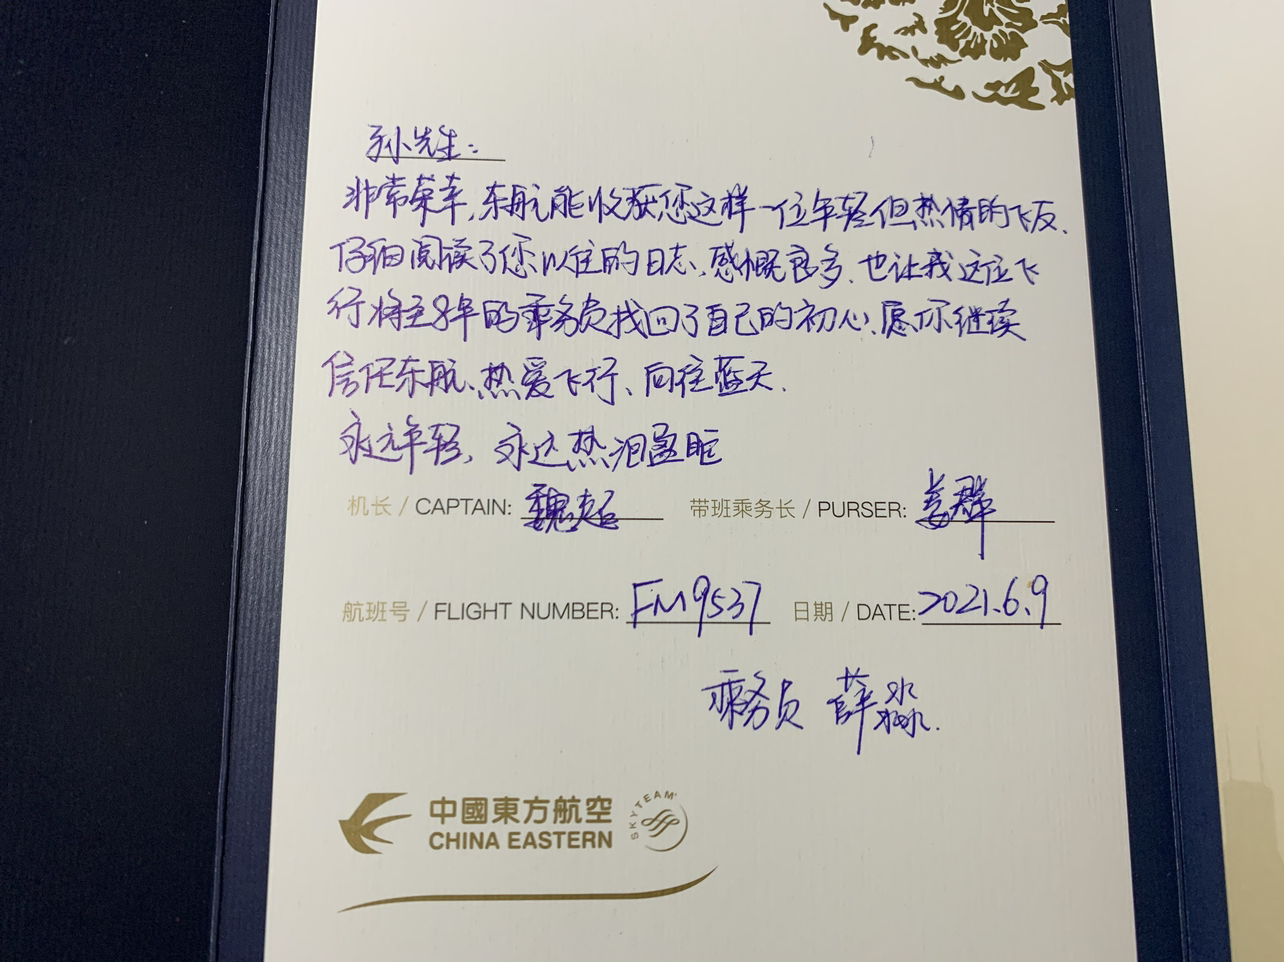 孙先生：
非常荣幸，东航能收获您这样一位年轻但热情的飞友、
仔细阅读了您以往的日志、感慨良多、也让我这位飞
行将至8年的乘务员找回了自己的初心、愿你继续
信任东航、热爱飞行、向往蓝天、
永远年轻，永远热泪盈眶
机长 / CAPTAIN: 魏超 带班乘务长 / PURSER: 姜群
航班号 / FLIGHT NUMBER: FM9537 日期 / DATE: 2021.6.9
乘务员 薛淼.
中國東方航空 SKYTEAM
CHINA EASTERN